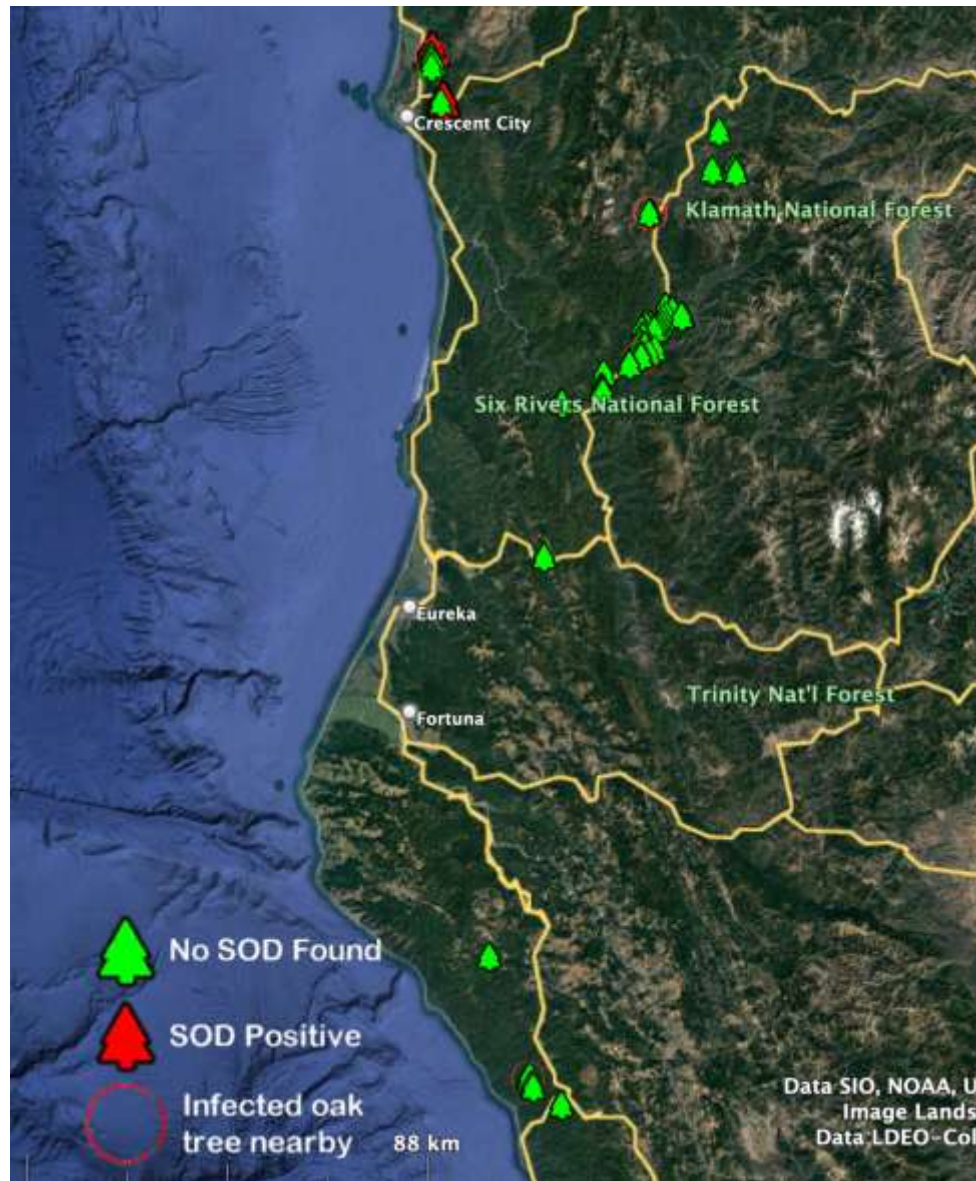 Crescent City
Klamath National Forest
Six Rivers National Forest
Eureka
Trinity Nat'l Forest
Fortuna
No SOD Found
SOD Positive
Infected oak
tree nearby
88 km
Data SIO, NOAA, U
Image Lands
Data LDEO-Col